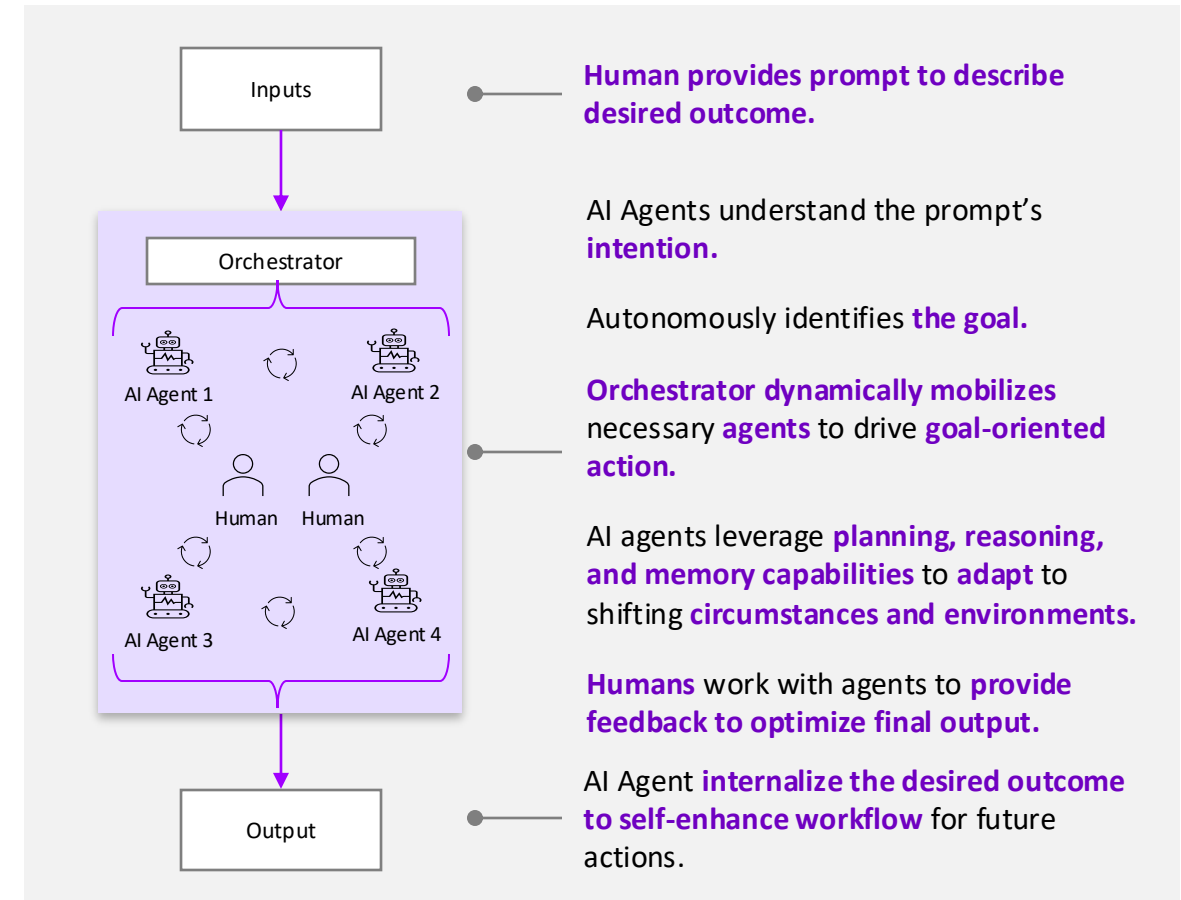 Inputs
Human provides prompt to describe
desired outcome.
AI Agents understand the prompt’s
intention.
Orchestrator
Autonomously identifies the goal.
AI Agent 1
AI Agent 2
Orchestrator dynamically mobilizes
necessary agents to drive goal-oriented
action.
Human
Human
AI agents leverage planning, reasoning,
and memory capabilities to adapt to
shifting circumstances and environments.
AI Agent 3
AI Agent 4
Humans work with agents to provide
feedback to optimize final output.
Output
AI Agent internalize the desired outcome
to self-enhance workflow for future
actions.